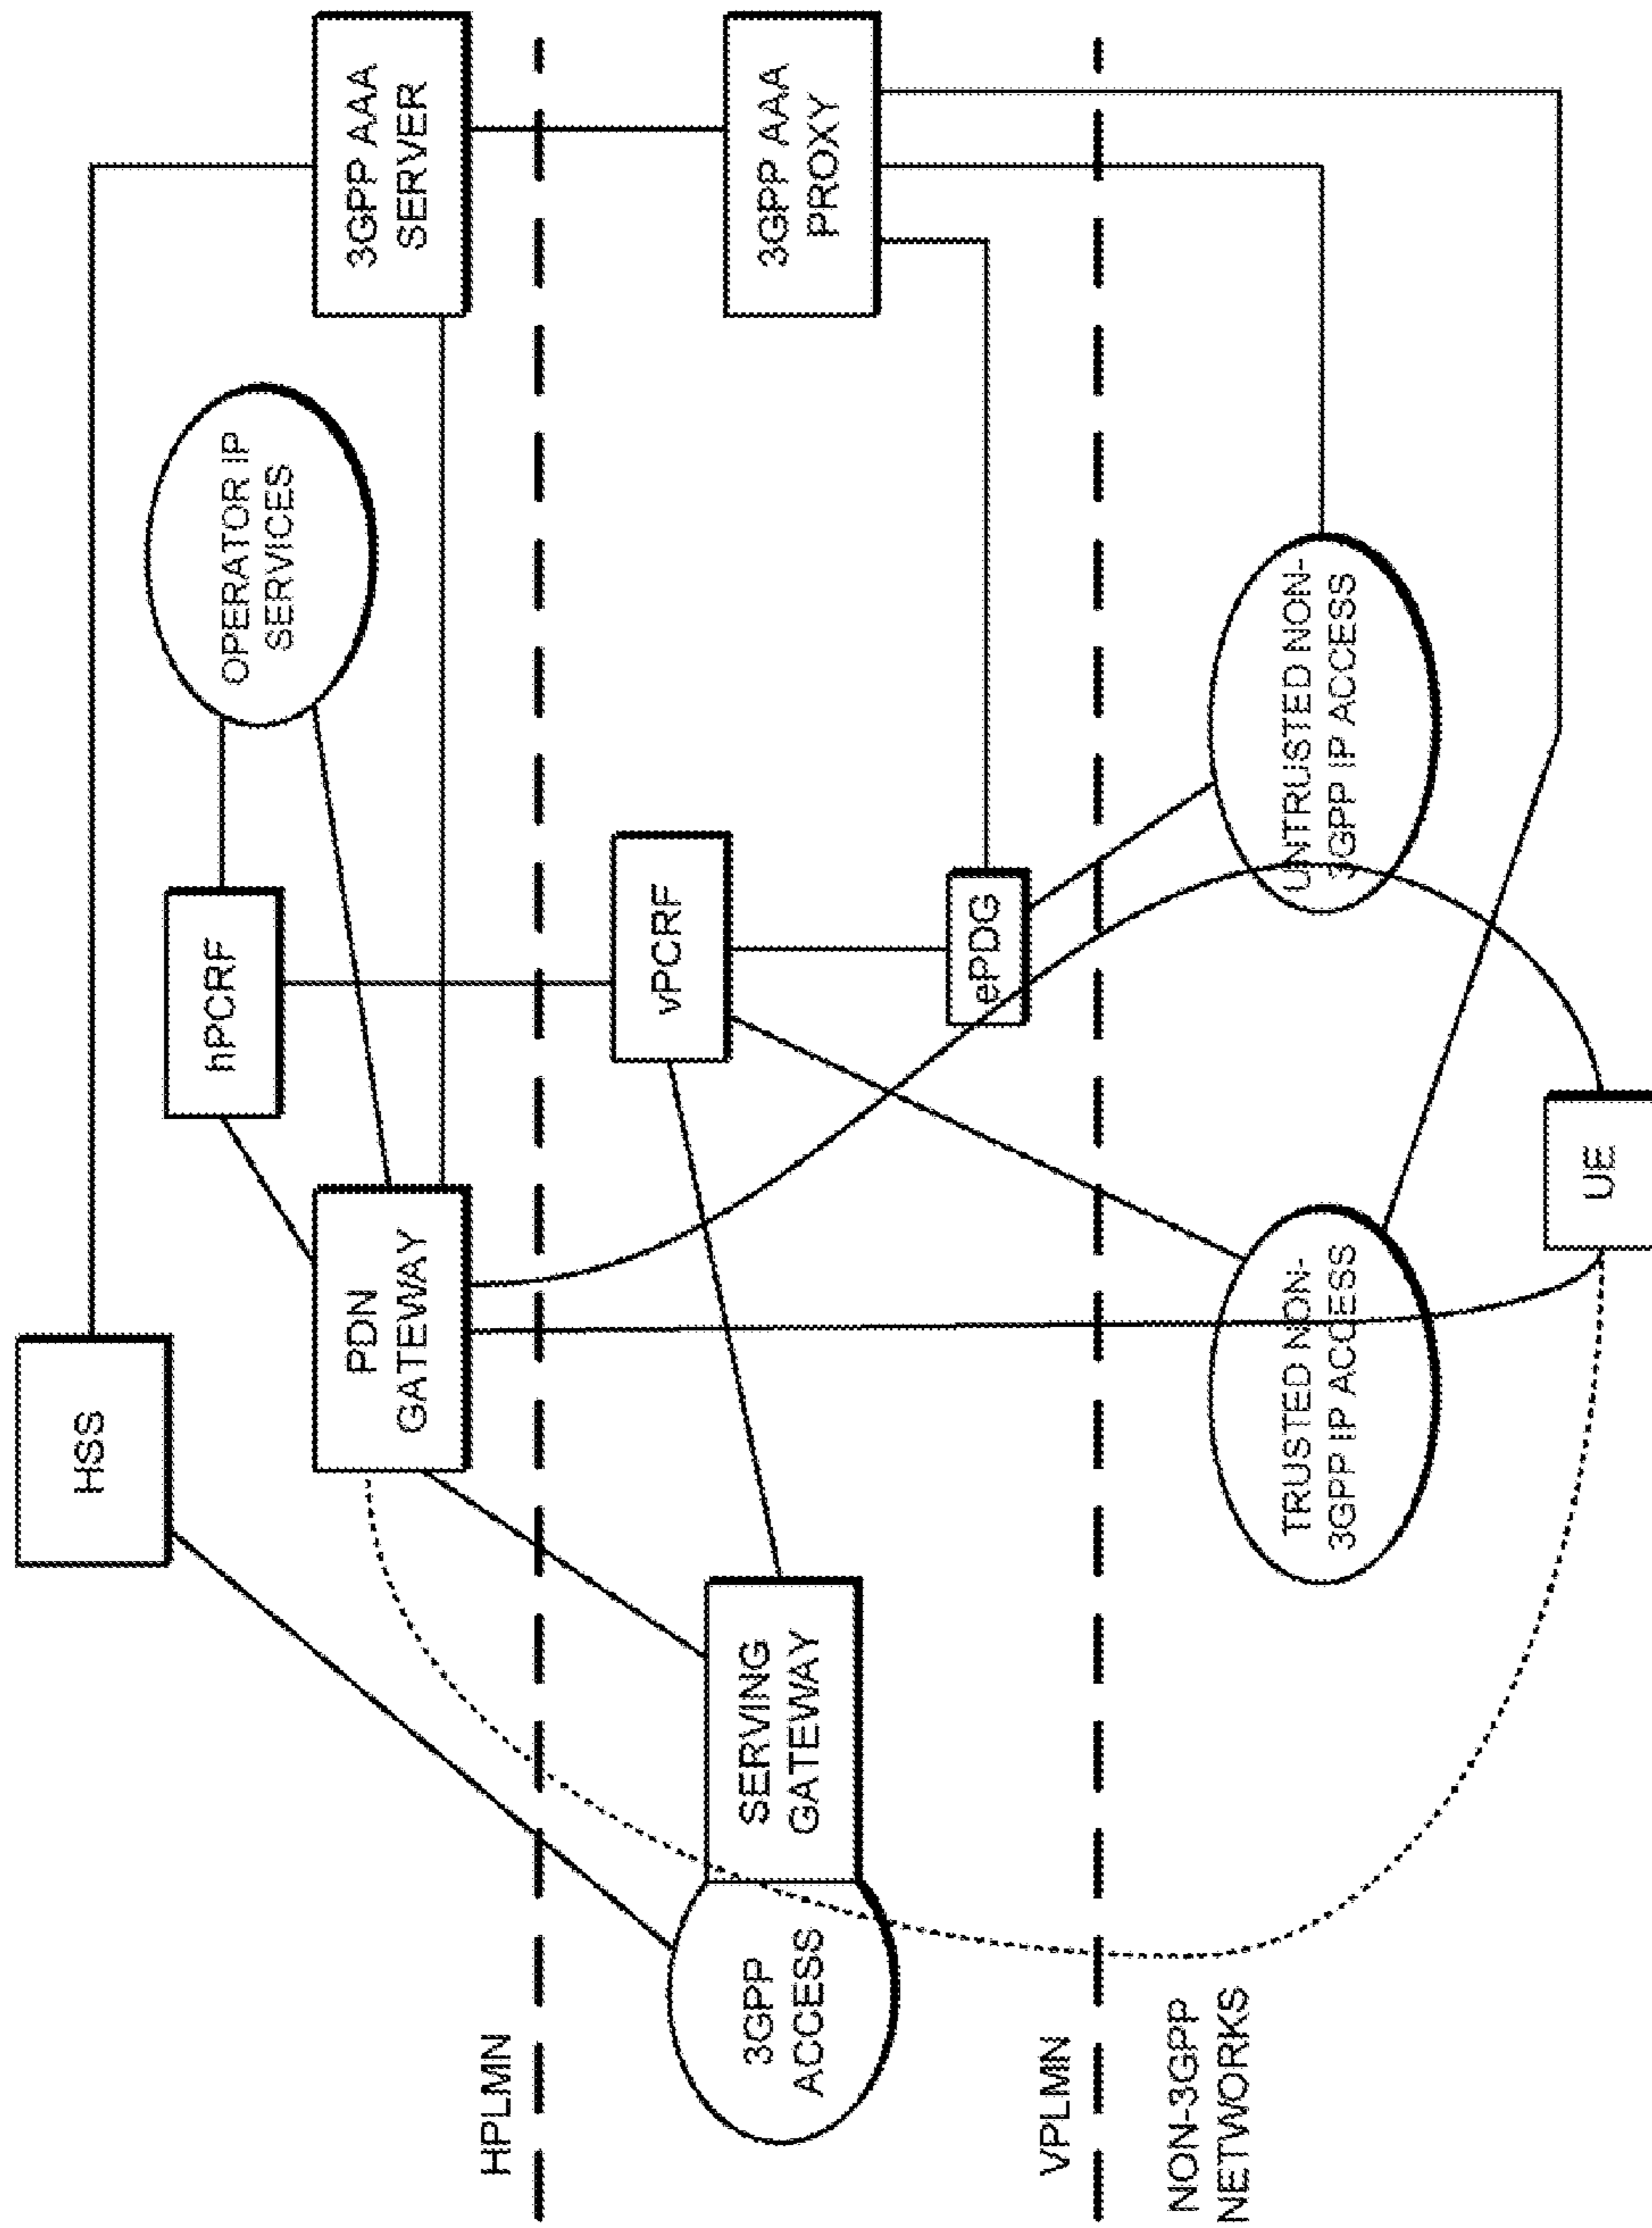 HSS
hPCRF
OPERATOR IP
SERVICES
PDN
GATEWAY
3GPP AAA
SERVER
HPLMN
3GPP
ACCESS
SERVING
GATEWAY
vPCRF
ePDG
3GPP AAA
PROXY
VPLMN
NON-3GPP
NETWORKS
TRUSTED NON-
3GPP IP ACCESS
UNTRUSTED NON-
3GPP IP ACCESS
UE